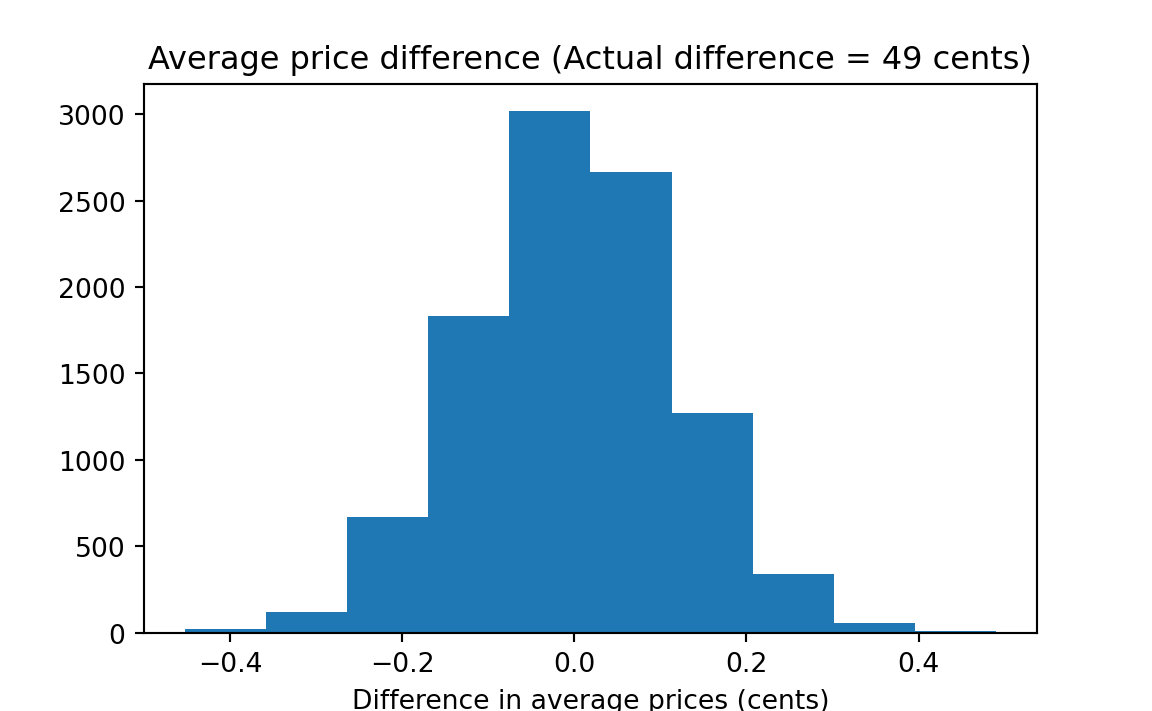 Average price difference (Actual difference = 49 cents)
3000
2500
2000
1500
1000
500
0
−0.4 −0.2 0.0 0.2 0.4
Difference in average prices (cents)